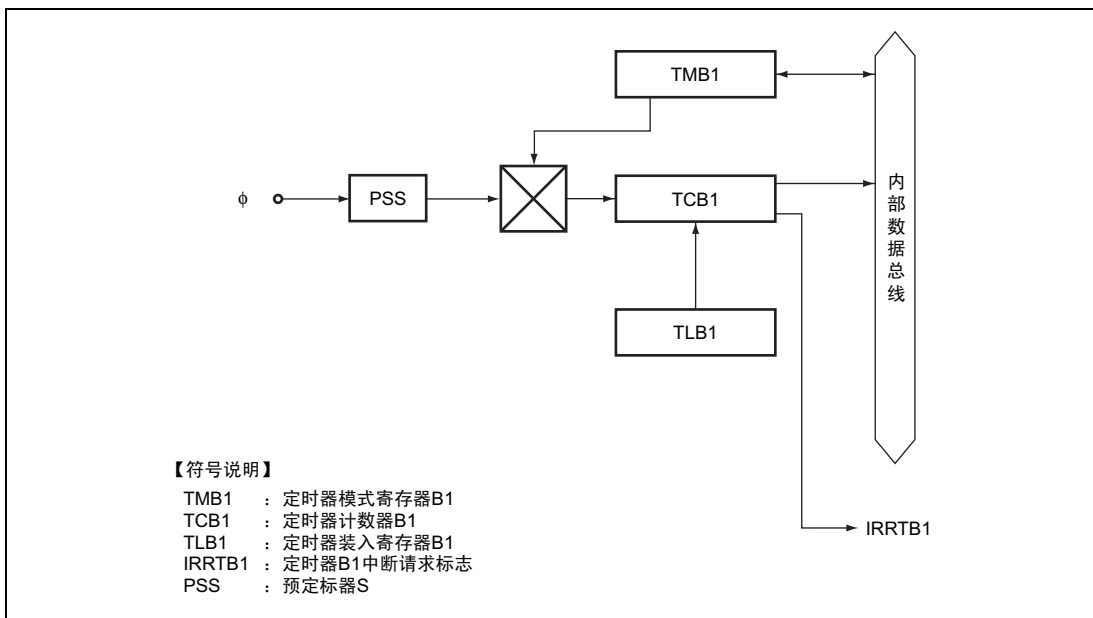 TMB1
φ
PSS
TCB1
内部数据总线
TLB1
【符号说明】
TMB1 : 定时器模式寄存器B1
TCB1 : 定时器计数器B1
TLB1 : 定时器装入寄存器B1
IRRTB1 : 定时器B1中断请求标志
PSS : 预定标器S
IRRTB1